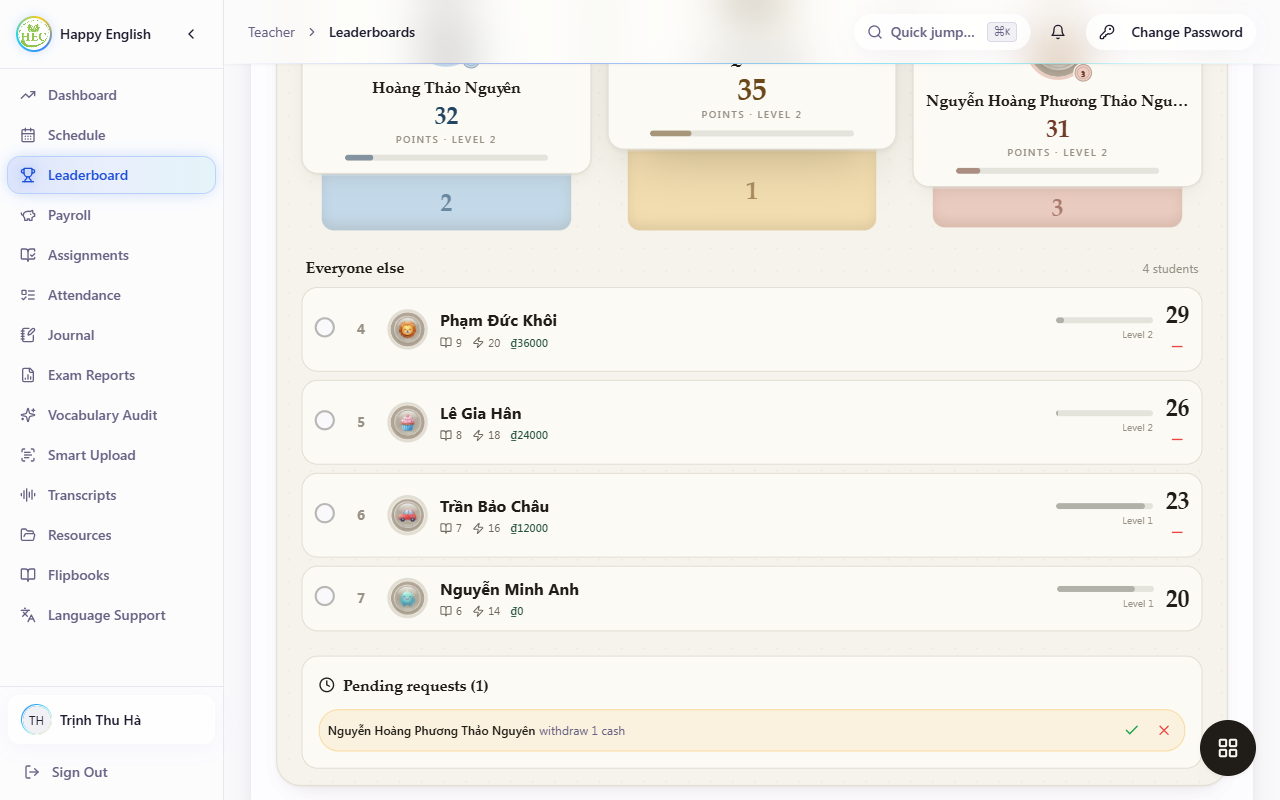 HEC
Happy English
Teacher
Leaderboards
Quick jump...
⌘K
Change Password
Dashboard
Schedule
Leaderboard
Payroll
Assignments
Attendance
Journal
Exam Reports
Vocabulary Audit
Smart Upload
Transcripts
Resources
Flipbooks
Language Support
TH
Trịnh Thu Hà
Sign Out
Hoàng Thảo Nguyên
32
POINTS · LEVEL 2
2
35
POINTS · LEVEL 2
1
3
Nguyễn Hoàng Phương Thảo Ngu...
31
POINTS · LEVEL 2
3
Everyone else
4 students
4
Phạm Đức Khôi
9 20 ₫36000
Level 2
29
—
5
Lê Gia Hân
8 18 ₫24000
Level 2
26
—
6
Trần Bảo Châu
7 16 ₫12000
Level 1
23
—
7
Nguyễn Minh Anh
6 14 ₫0
Level 1
20
Pending requests (1)
Nguyễn Hoàng Phương Thảo Nguyên withdraw 1 cash